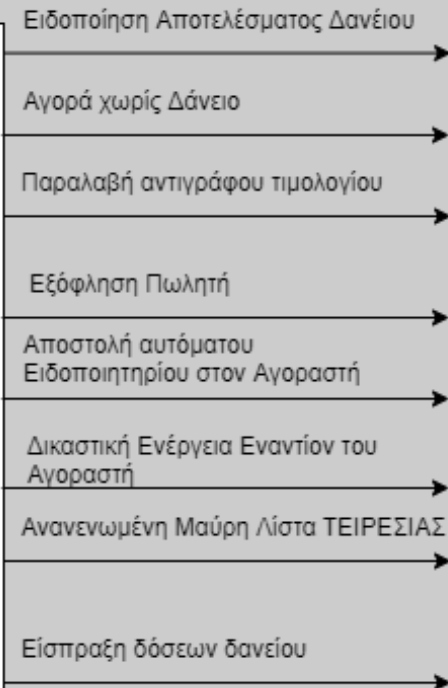 Ειδοποίηση Αποτελέσματος Δανείου
Αγορά χωρίς Δάνειο
Παραλαβή αντιγράφου τιμολογίου
Εξόφληση Πωλητή
Αποστολή αυτόματου
Ειδοποιητηρίου στον Αγοραστή
Δικαστική Ενέργεια Εναντίον του
Αγοραστή
Ανανενωμένη Μαύρη Λίστα ΤΕΙΡΕΣΙΑΣ
Είσπραξη δόσεων δανείου